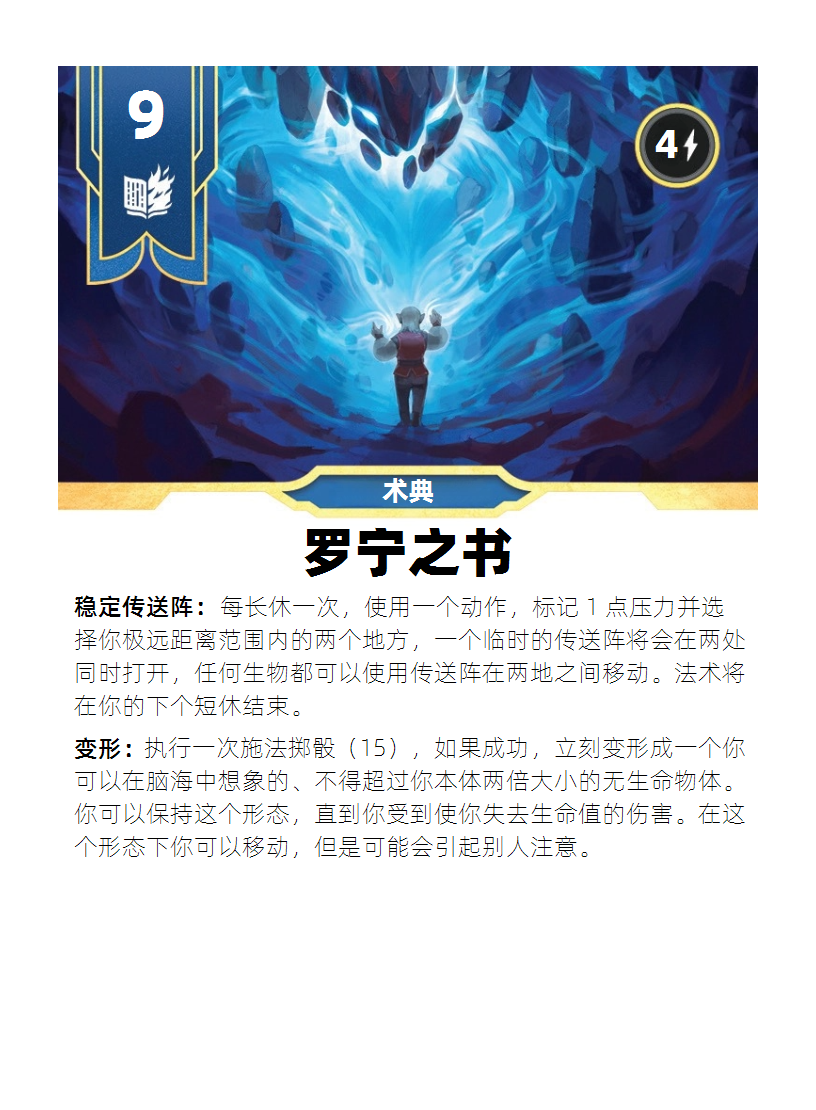 9
4
术典
罗宁之书
稳定传送阵：每长休一次，使用一个动作，标记 1 点压力并选
择你极远距离范围内的两个地方，一个临时的传送阵将会在两处
同时打开，任何生物都可以使用传送阵在两地之间移动。法术将
在你的下个短休结束。
变形：执行一次施法掷骰（15），如果成功，立刻变形成一个你
可以在脑海中想象的、不得超过你本体两倍大小的无生命物体。
你可以保持这个形态，直到你受到使你失去生命值的伤害。在这
个形态下你可以移动，但是可能会引起别人注意。